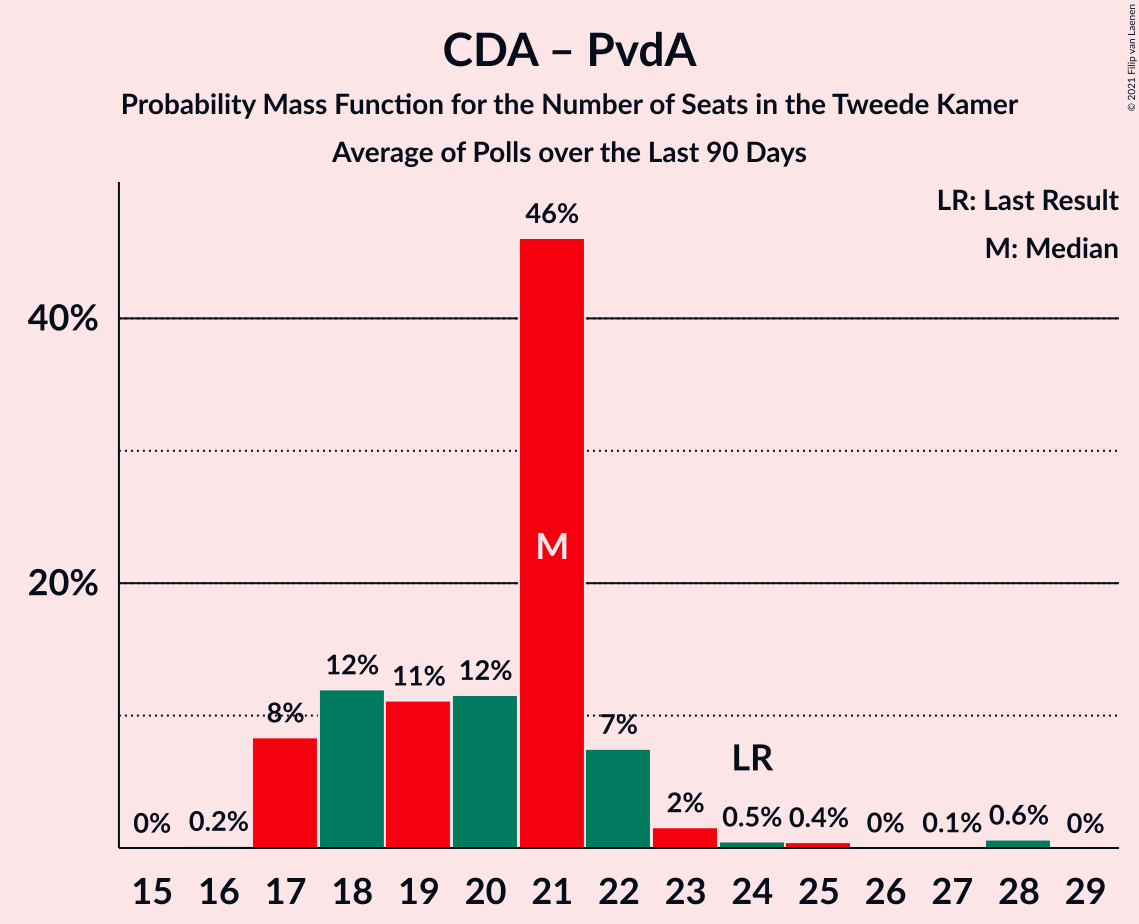 CDA – PvdA
Probability Mass Function for the Number of Seats in the Tweede Kamer
Average of Polls over the Last 90 Days
© 2021 Filip van Laenen
LR: Last Result
M: Median
46%
40%
M
20%
12%
11%
12%
8%
7%
LR
0%
0.2%
2%
0.5%
0.4%
0%
0.1%
0.6%
0%
15 16 17 18 19 20 21 22 23 24 25 26 27 28 29